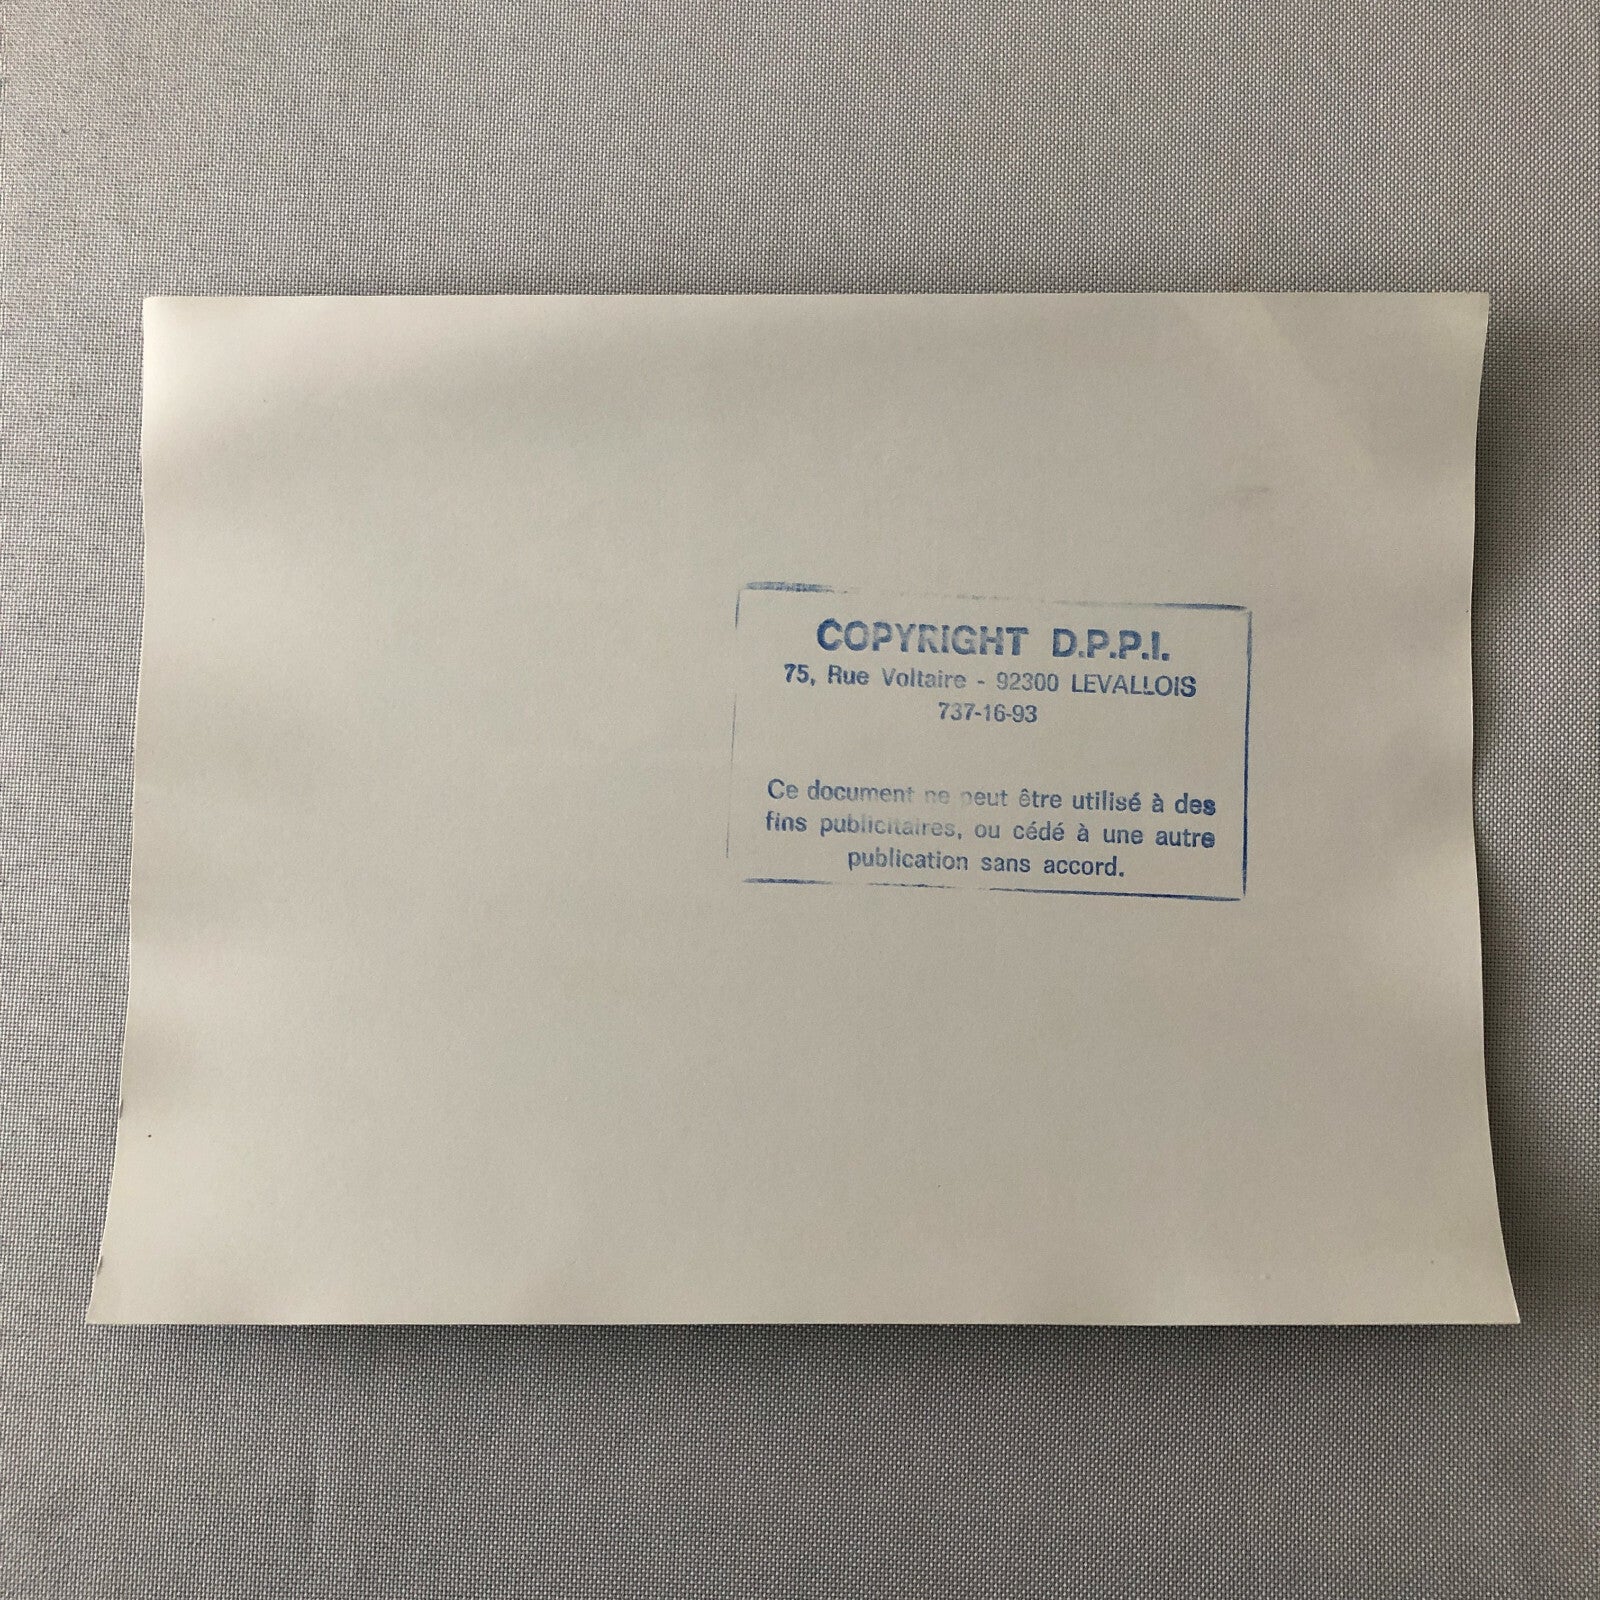 COPYRIGHT D.P.P.I.
75, Rue Voltaire - 92300 LEVALLOIS
737-16-93
Ce document ne peut être utilisé à des
fins publicitaires, ou cédé à une autre
publication sans accord.